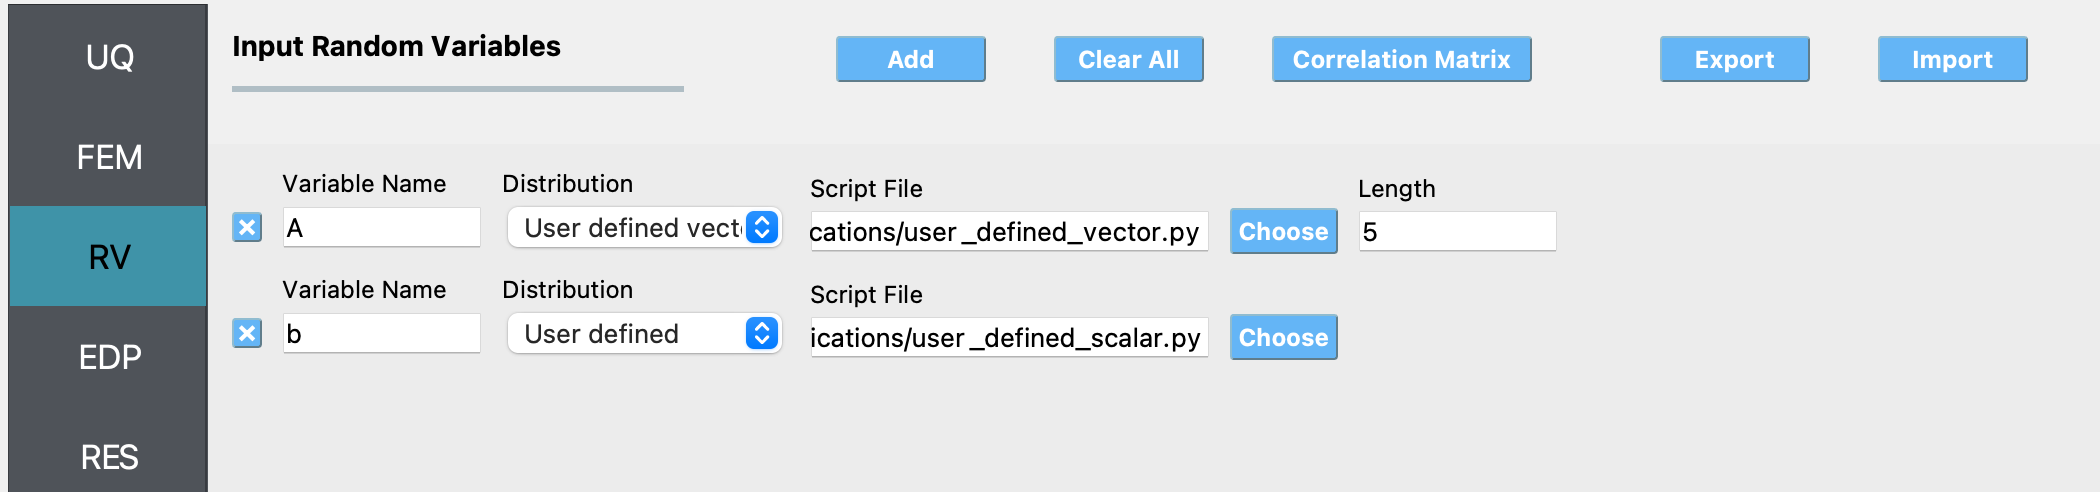 UQ
FEM
RV
EDP
RES
Input Random Variables
Add
Clear All
Correlation Matrix
Export
Import
Variable Name
Distribution
Script File
Length
A
User defined vect
cations/user_defined_vector.py
Choose
5
Variable Name
Distribution
Script File
b
User defined
ications/user_defined_scalar.py
Choose